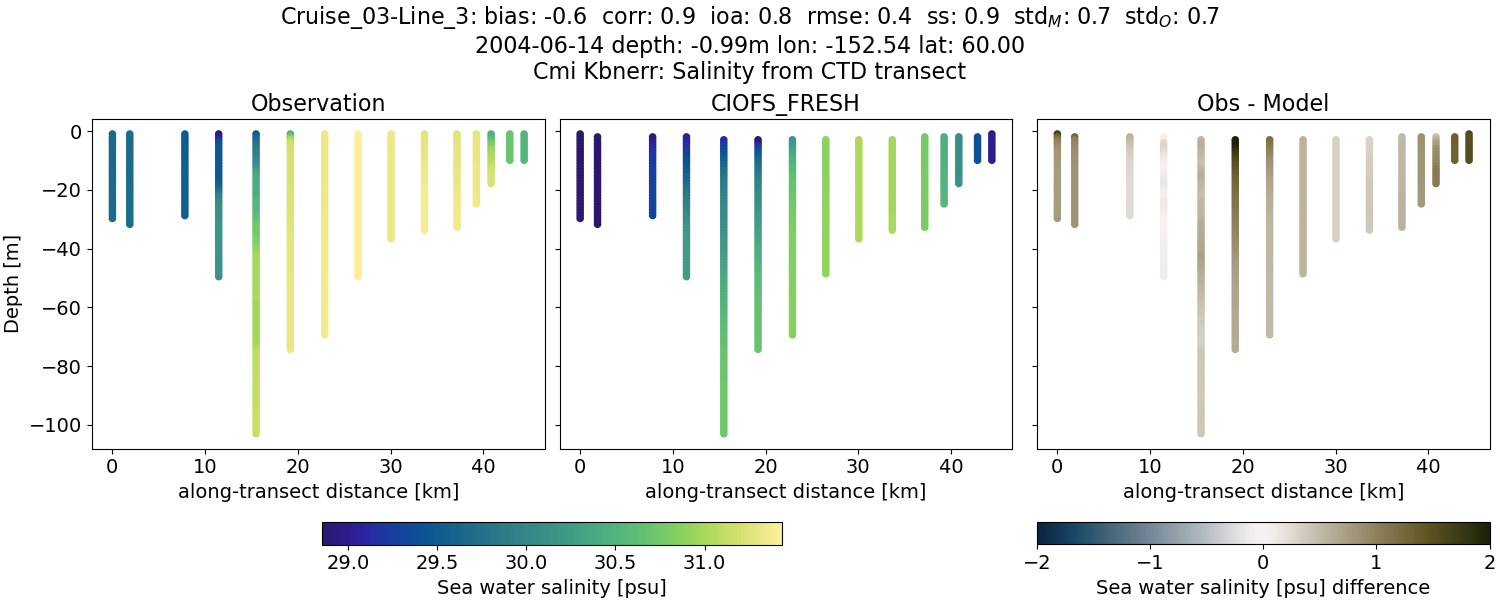 Cruise_03-Line_3: bias: -0.6 corr: 0.9 ioa: 0.8 rmse: 0.4 ss: 0.9 std_M: 0.7 std_O: 0.7
2004-06-14 depth: -0.99m lon: -152.54 lat: 60.00
Cmi Kbnerr: Salinity from CTD transect
Observation
CIOFS_FRESH
Obs - Model
Depth [m]
0
−20
−40
−60
−80
−100
0 10 20 30 40
0 10 20 30 40
0 10 20 30 40
along-transect distance [km]
along-transect distance [km]
along-transect distance [km]
29.0 29.5 30.0 30.5 31.0
Sea water salinity [psu]
−2 −1 0 1 2
Sea water salinity [psu] difference